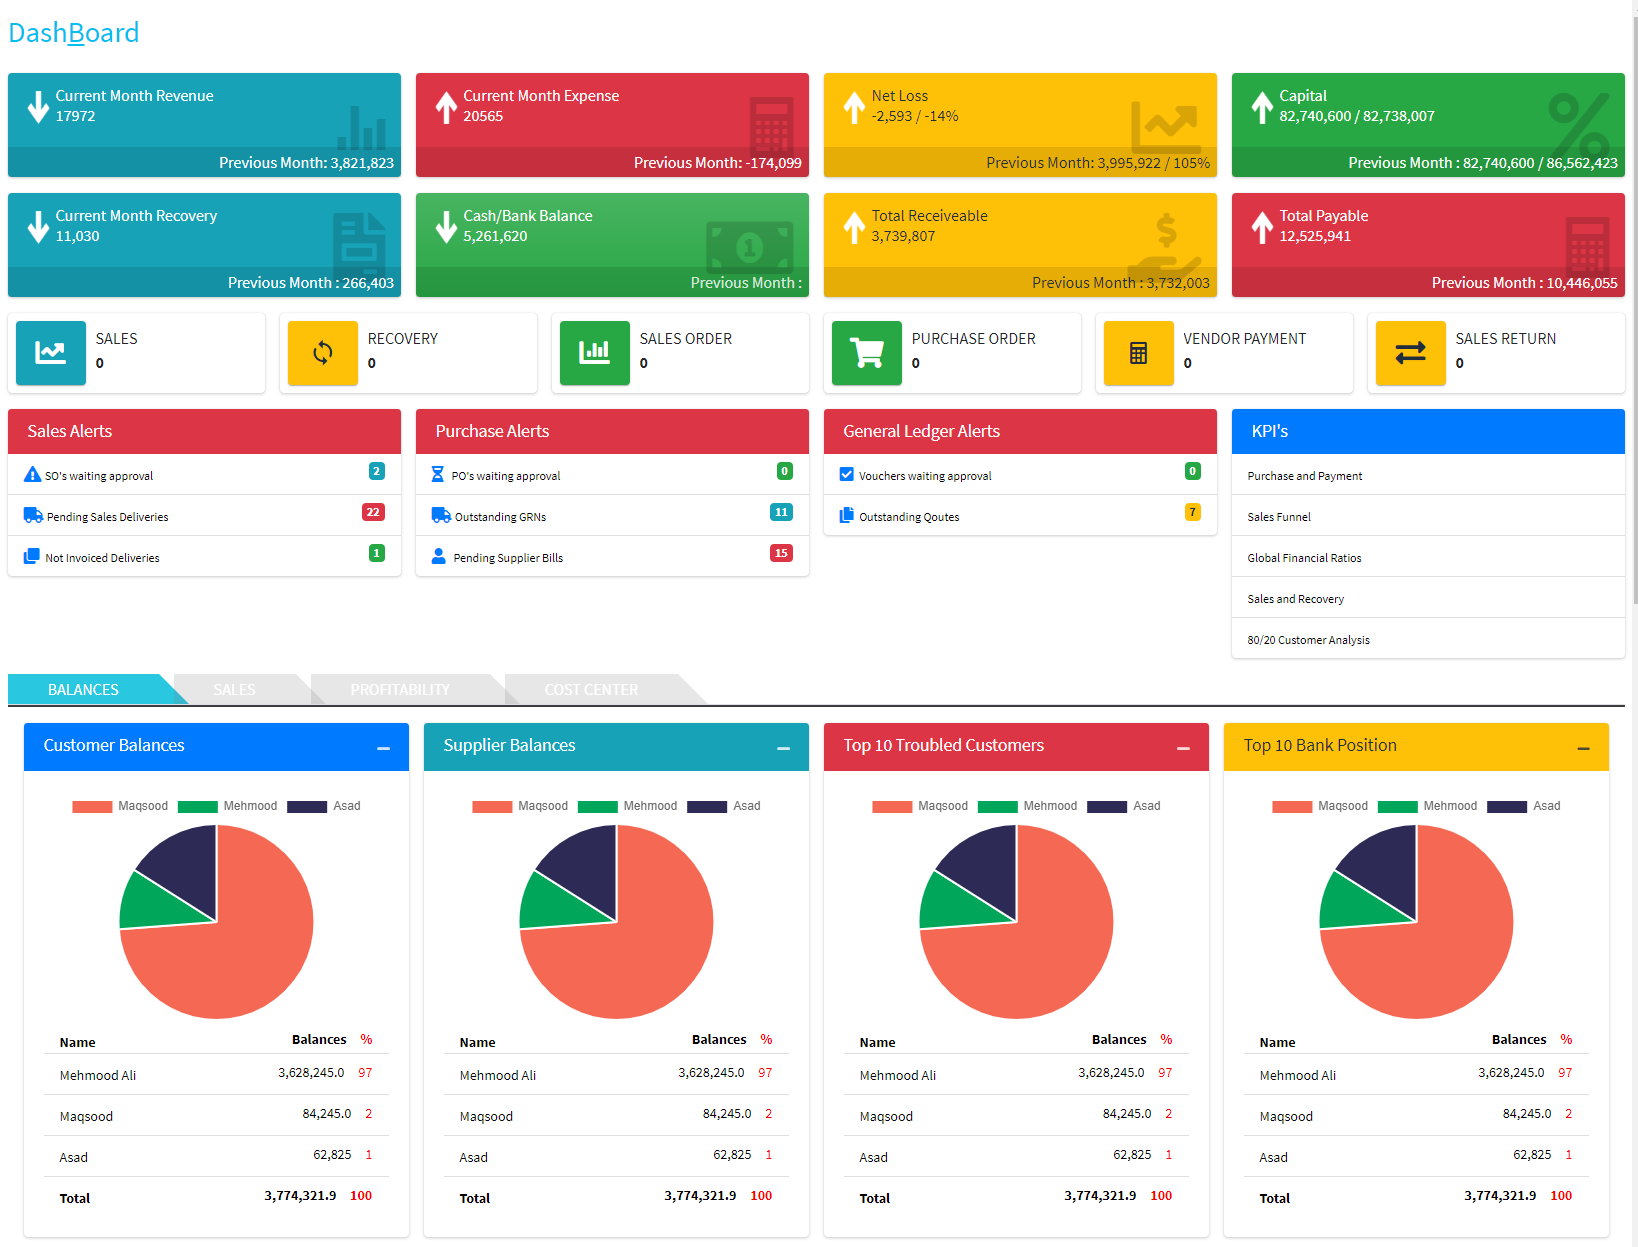 DashBoard
Current Month Revenue
17972
Previous Month: 3,821,823
Current Month Expense
20565
Previous Month: -174,099
Net Loss
-2,593 / -14%
Previous Month: 3,995,922 / 105%
Capital
82,740,600 / 82,738,007
Previous Month : 82,740,600 / 86,562,423
Current Month Recovery
11,030
Previous Month : 266,403
Cash/Bank Balance
5,261,620
1
Previous Month :
Total Receiveable
3,739,807
Previous Month : 3,732,003
Total Payable
12,525,941
Previous Month : 10,446,055
SALES
0
RECOVERY
0
SALES ORDER
0
PURCHASE ORDER
0
VENDOR PAYMENT
0
SALES RETURN
0
Sales Alerts
SO's waiting approval 2
Pending Sales Deliveries 22
Not Invoiced Deliveries 1
Purchase Alerts
PO's waiting approval 0
Outstanding GRNs 11
Pending Supplier Bills 15
General Ledger Alerts
Vouchers waiting approval 0
Outstanding Qoutes 7
KPI's
Purchase and Payment
Sales Funnel
Global Financial Ratios
Sales and Recovery
80/20 Customer Analysis
BALANCES SALES PROFITABILITY COST CENTER
Customer Balances
Maqsood Mehmood Asad
Name Balances %
Mehmood Ali 3,628,245.0 97
Maqsood 84,245.0 2
Asad 62,825 1
Total 3,774,321.9 100
Supplier Balances
Maqsood Mehmood Asad
Name Balances %
Mehmood Ali 3,628,245.0 97
Maqsood 84,245.0 2
Asad 62,825 1
Total 3,774,321.9 100
Top 10 Troubled Customers
Maqsood Mehmood Asad
Name Balances %
Mehmood Ali 3,628,245.0 97
Maqsood 84,245.0 2
Asad 62,825 1
Total 3,774,321.9 100
Top 10 Bank Position
Maqsood Mehmood Asad
Name Balances %
Mehmood Ali 3,628,245.0 97
Maqsood 84,245.0 2
Asad 62,825 1
Total 3,774,321.9 100